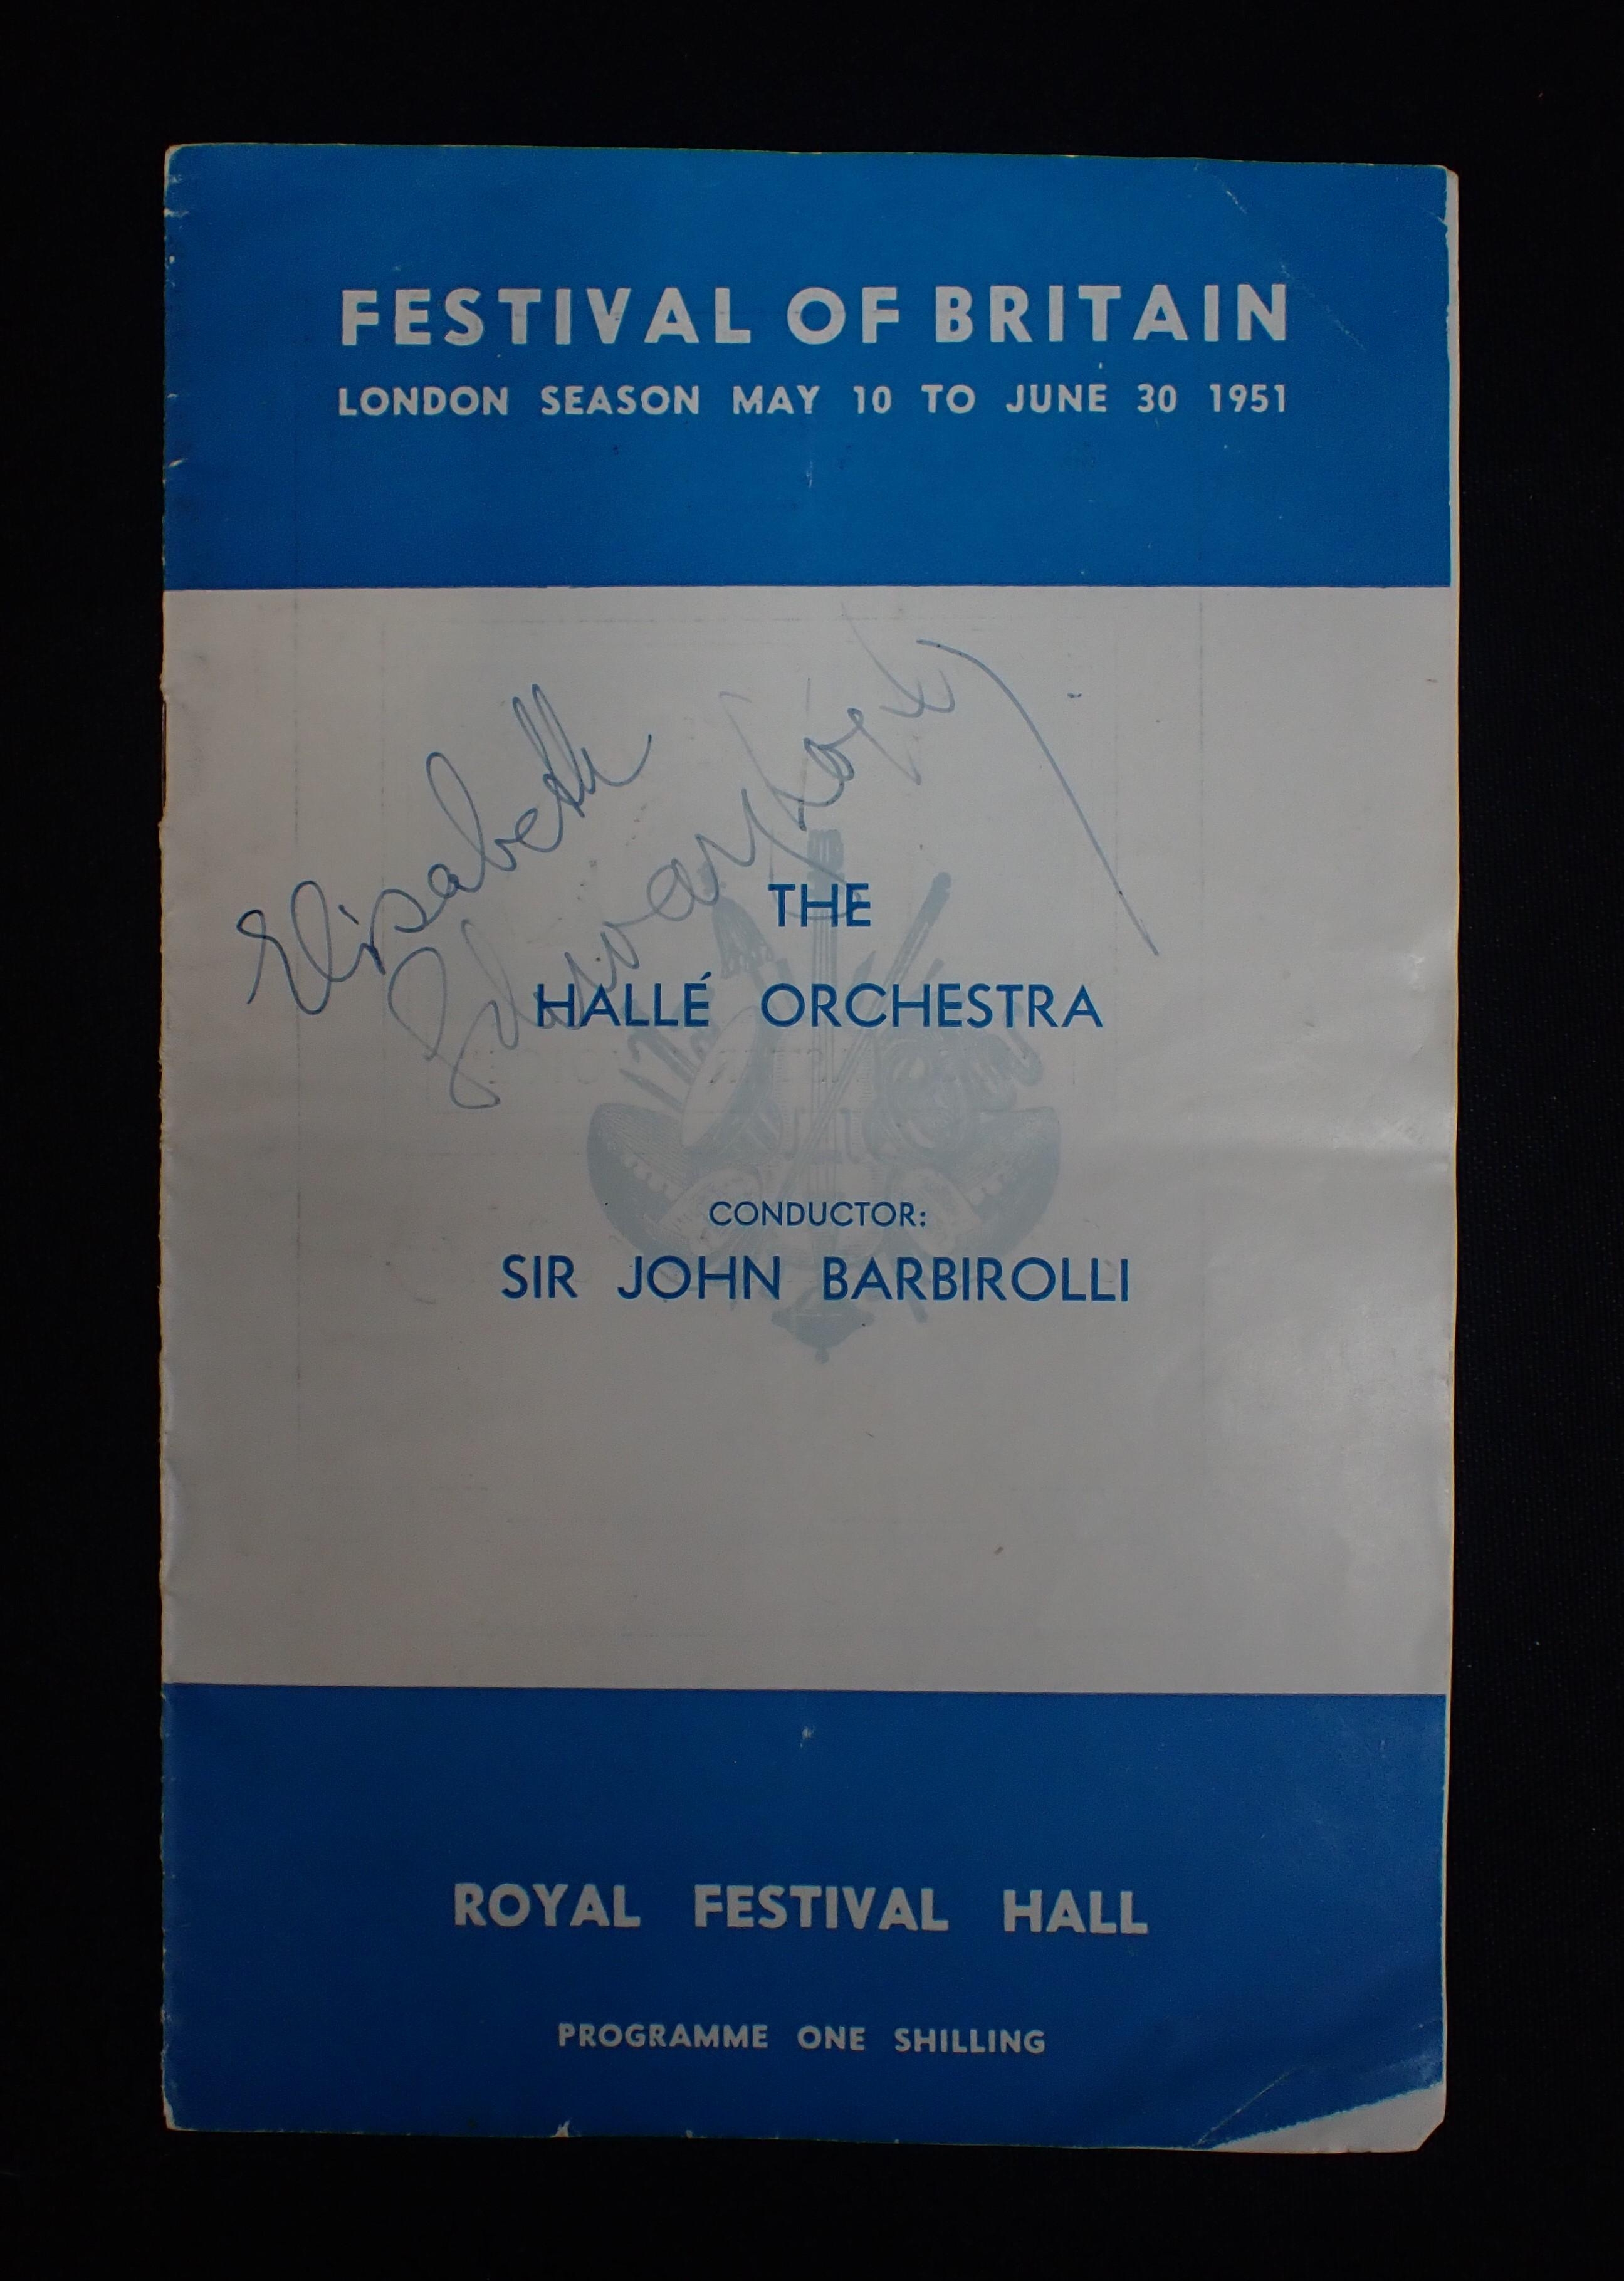 FESTIVAL OF BRITAIN
LONDON SEASON MAY 10 TO JUNE 30 1951
Elisabeth
Schwarzkopf
THE
HALLÉ ORCHESTRA
CONDUCTOR:
SIR JOHN BARBIROLLI
ROYAL FESTIVAL HALL
PROGRAMME ONE SHILLING